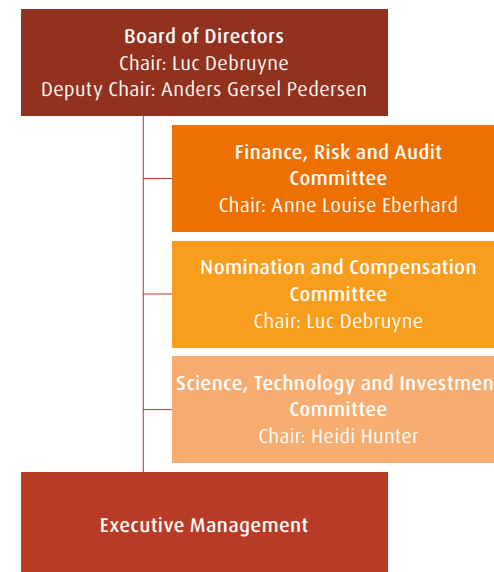 Board of Directors
Chair: Luc Debruyne
Deputy Chair: Anders Gersel Pedersen
Finance, Risk and Audit
Committee
Chair: Anne Louise Eberhard
Nomination and Compensation
Committee
Chair: Luc Debruyne
Science, Technology and Investmen
Committee
Chair: Heidi Hunter
Executive Management